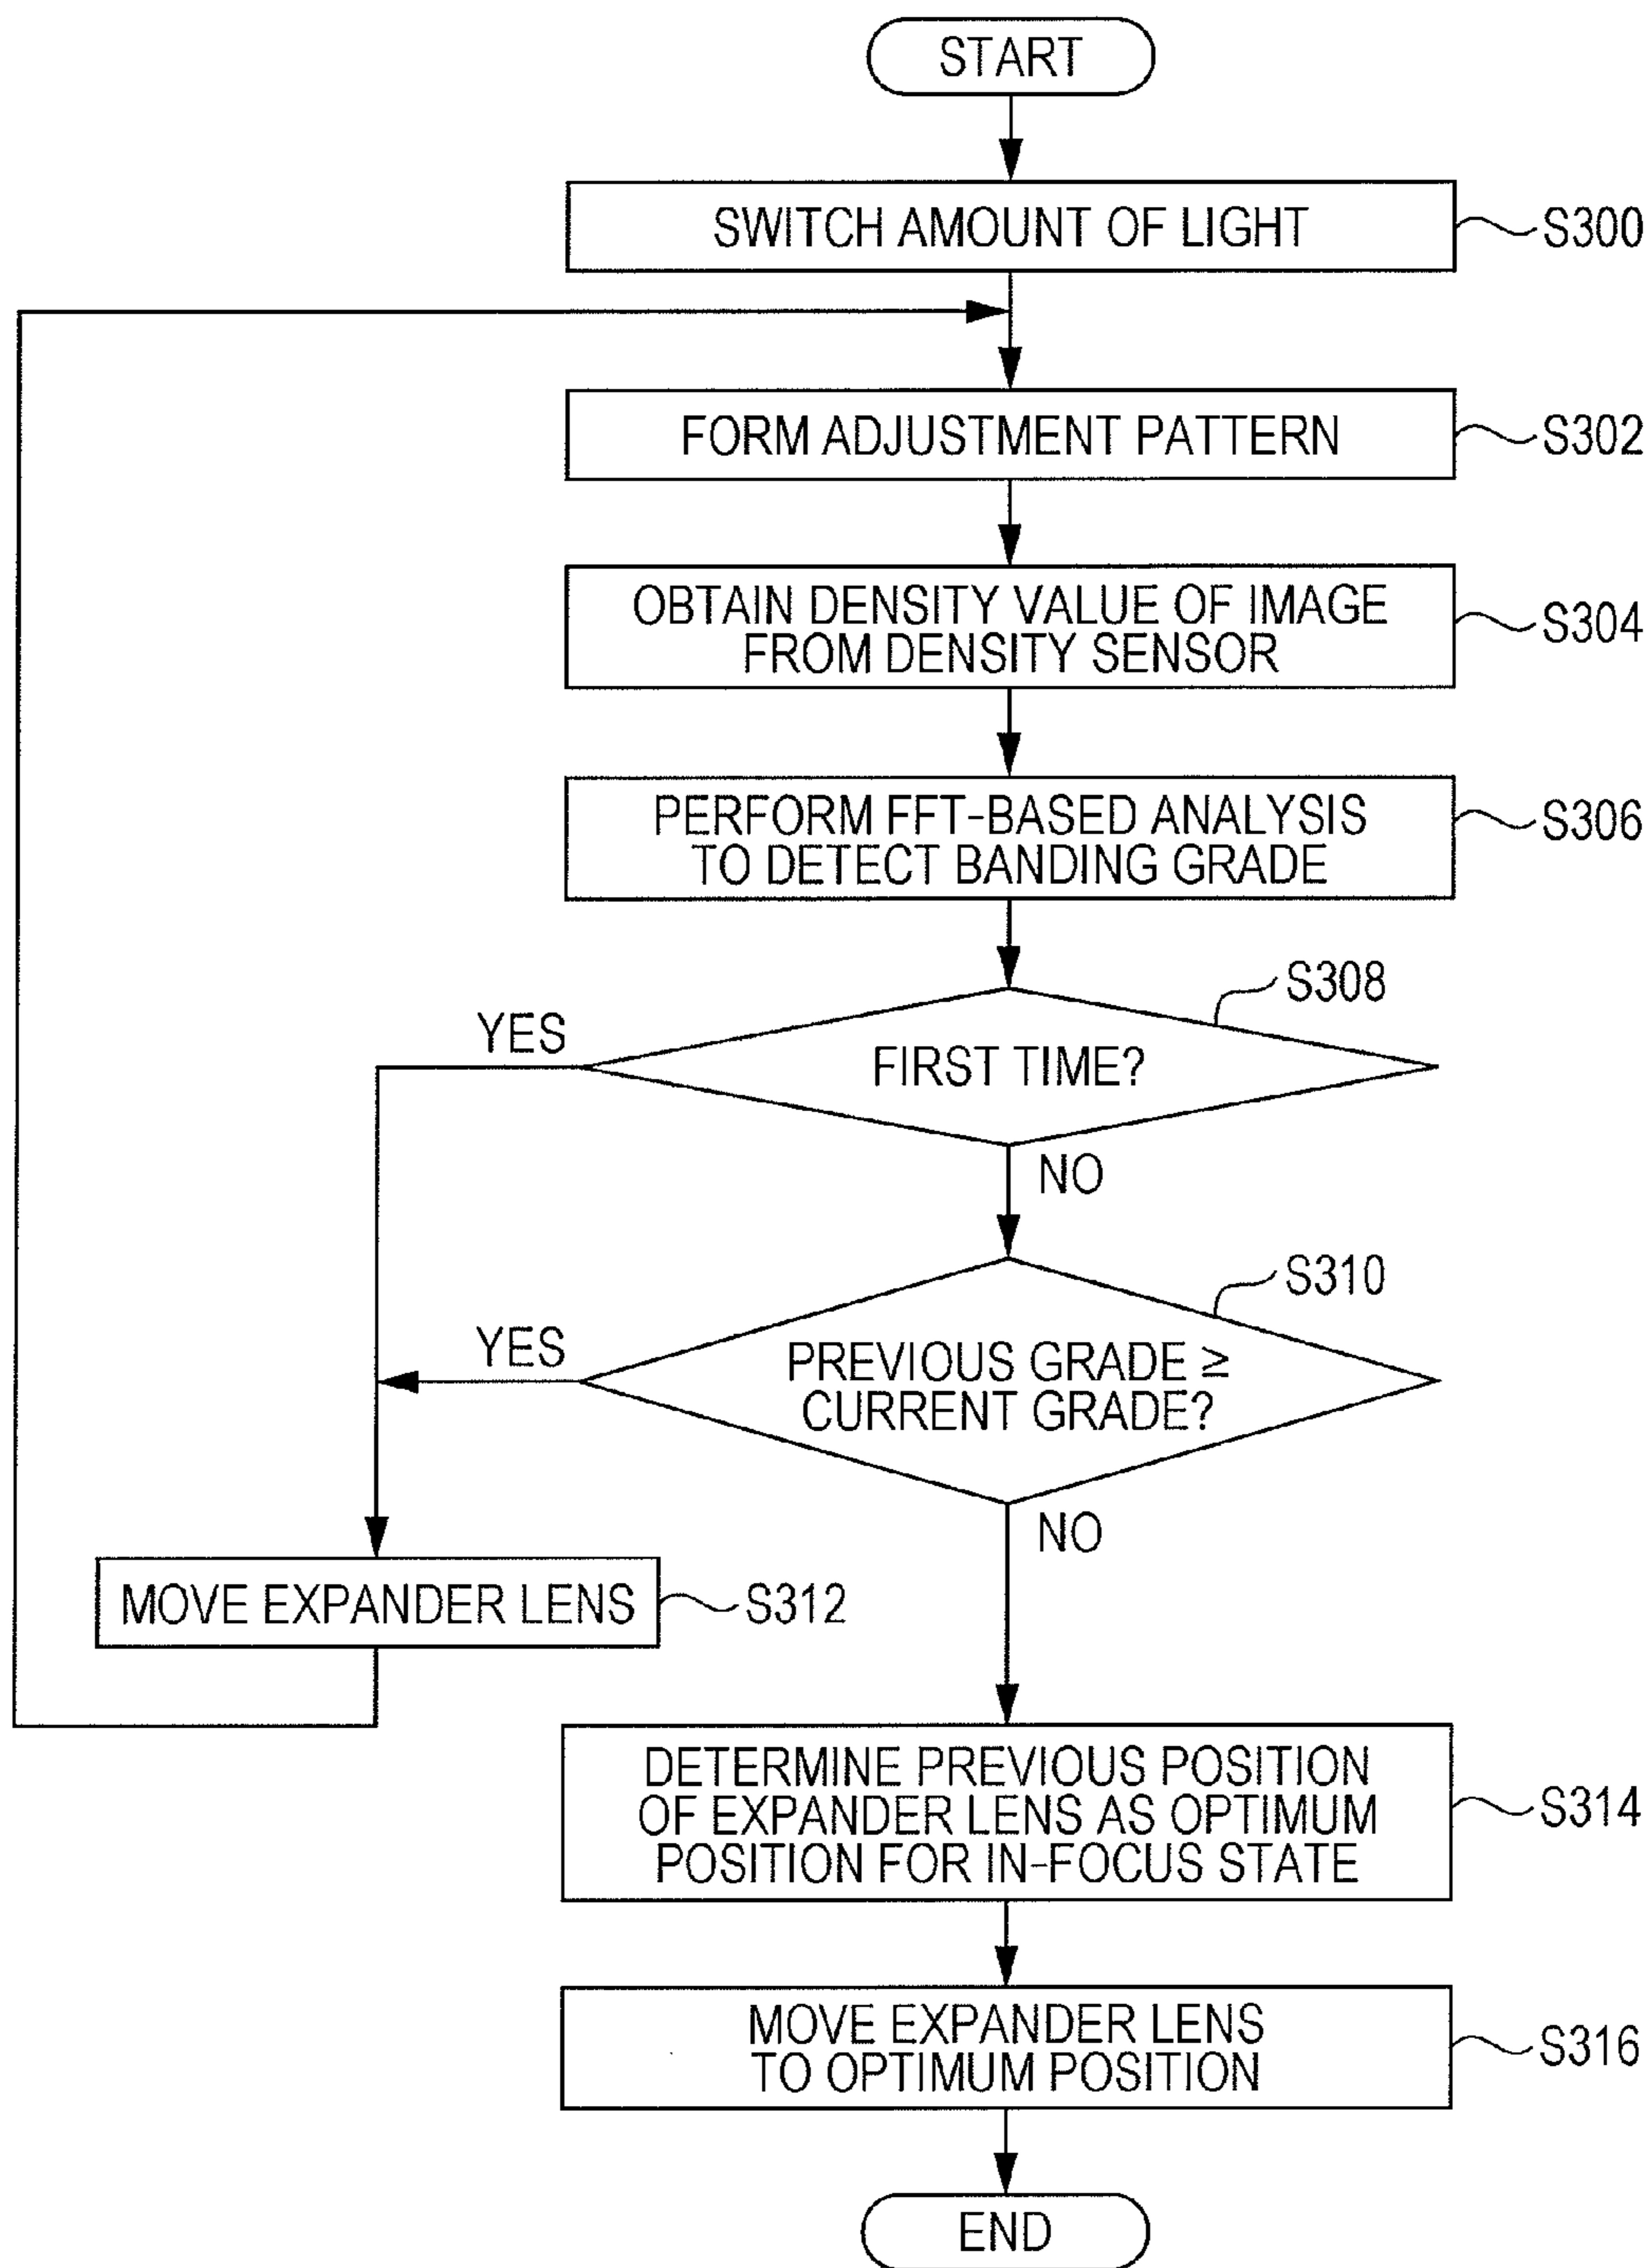 START
SWITCH AMOUNT OF LIGHT
S300
FORM ADJUSTMENT PATTERN
S302
OBTAIN DENSITY VALUE OF IMAGE
FROM DENSITY SENSOR
S304
PERFORM FFT-BASED ANALYSIS
TO DETECT BANDING GRADE
S306
S308
YES
FIRST TIME?
NO
S310
YES
PREVIOUS GRADE ≥
CURRENT GRADE?
NO
MOVE EXPANDER LENS
S312
DETERMINE PREVIOUS POSITION
OF EXPANDER LENS AS OPTIMUM
POSITION FOR IN-FOCUS STATE
S314
MOVE EXPANDER LENS
TO OPTIMUM POSITION
S316
END